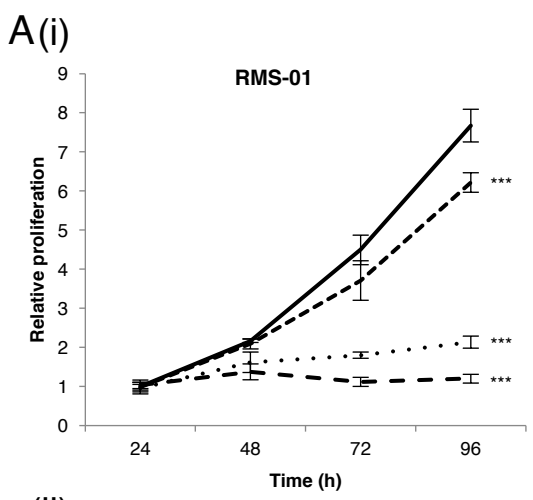 A (i)
RMS-01
Relative proliferation
9
8
7
6
5
4
3
2
1
0
***
***
***
24 48 72 96
Time (h)